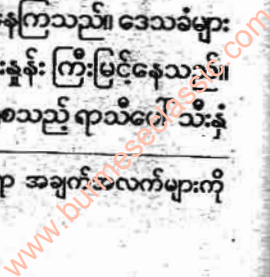 နေကြသည်။ ဒေသခံများ
နှုန်း ကြီးမြင့်နေသည်။
စသည့် ရာသီပေါ် သီးနှံ
အချက်အလက်များကို
www.burmeseclassic.com